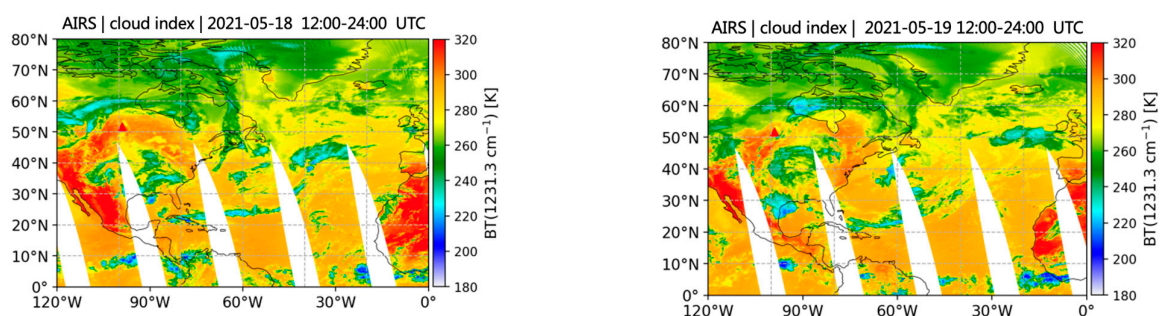 AIRS | cloud index | 2021-05-18 12:00-24:00 UTC
80°N
70°N
60°N
50°N
40°N
30°N
20°N
10°N
0°
120°W
90°W
60°W
30°W
0°
320
300
280
260
240
220
200
180
BT(1231.3 cm⁻¹) [K]
AIRS | cloud index | 2021-05-19 12:00-24:00 UTC
80°N
70°N
60°N
50°N
40°N
30°N
20°N
10°N
0°
120°W
90°W
60°W
30°W
0°
320
300
280
260
240
220
200
180
BT(1231.3 cm⁻¹) [K]